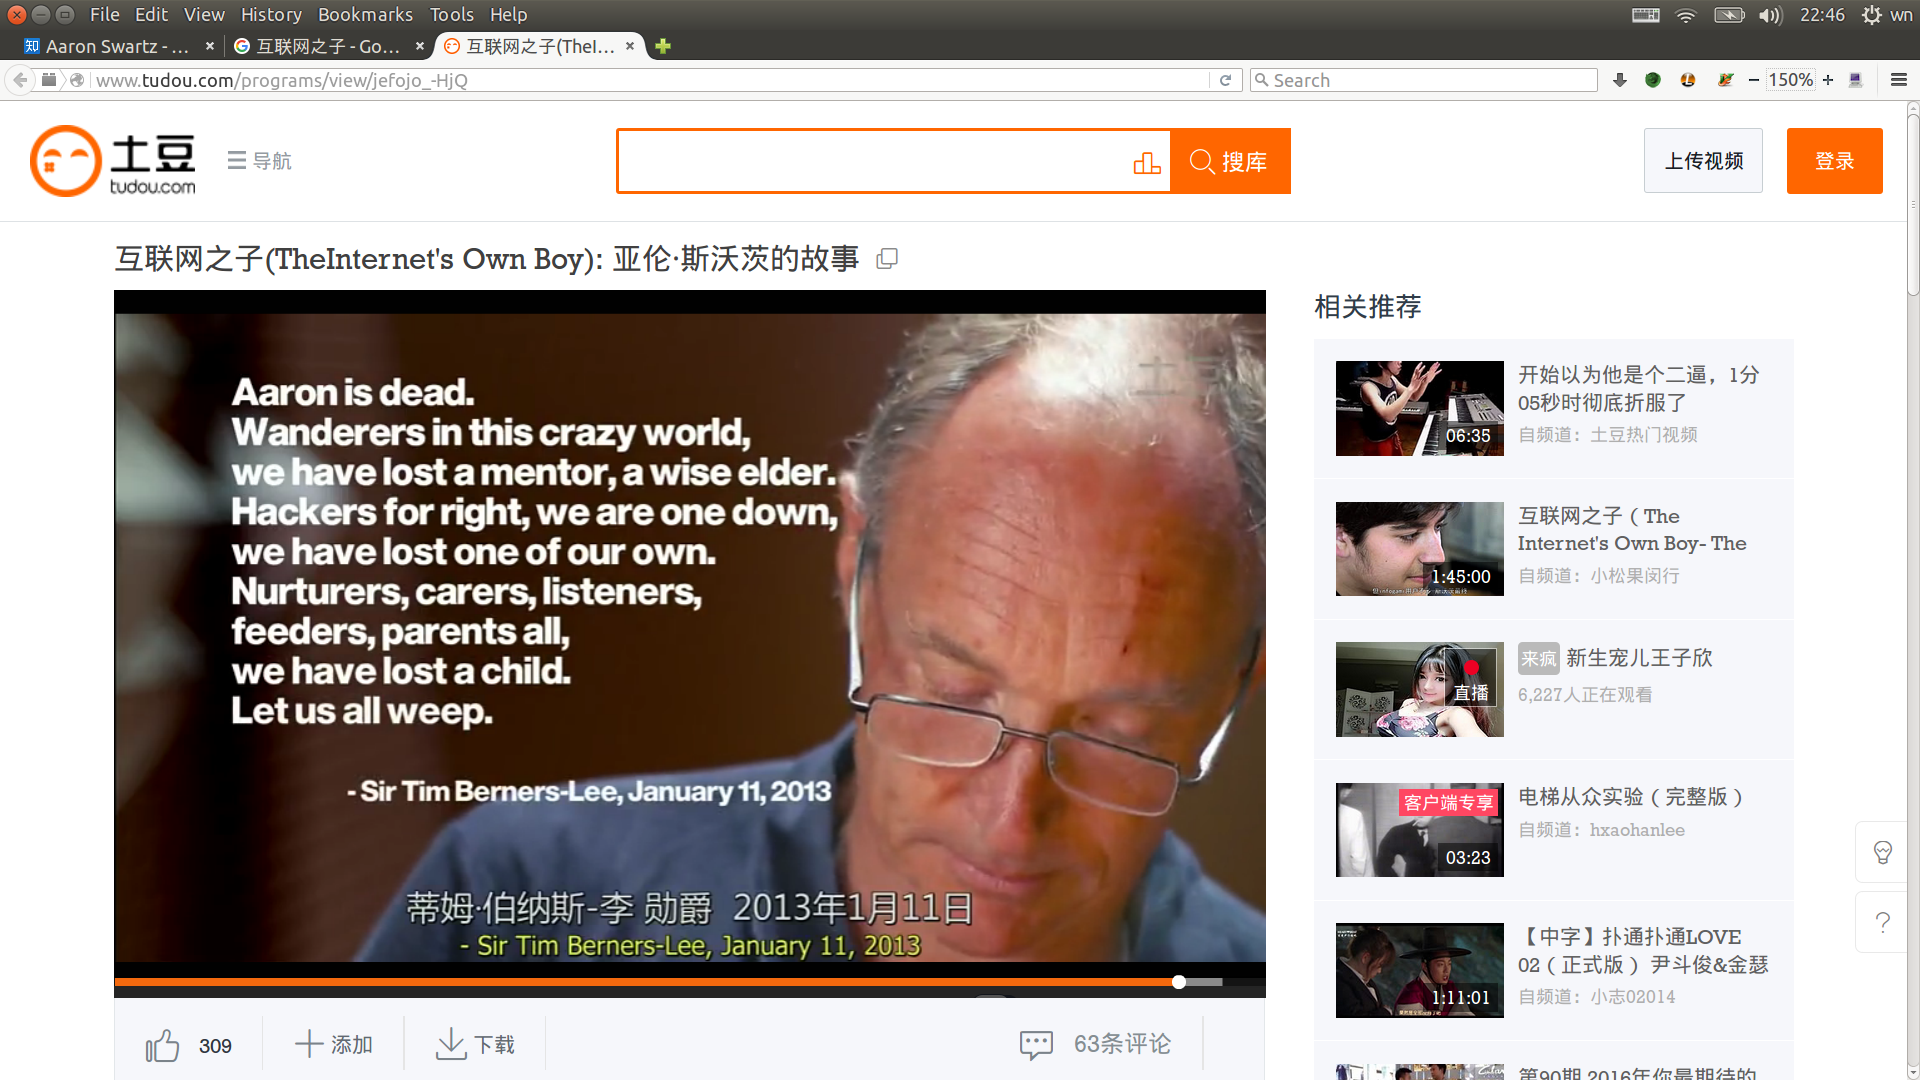 File Edit View History Bookmarks Tools Help
22:46 wn
知 Aaron Swartz - ... × 互联网之子 - Go... × 互联网之子(TheI... ×
www.tudou.com/programs/view/jefojo_-HjQ
Search
150%
土豆
tudou.com
导航
搜库
上传视频
登录
互联网之子(TheInternet's Own Boy): 亚伦·斯沃茨的故事
土豆
Aaron is dead.
Wanderers in this crazy world,
we have lost a mentor, a wise elder.
Hackers for right, we are one down,
we have lost one of our own.
Nurturers, carers, listeners,
feeders, parents all,
we have lost a child.
Let us all weep.
- Sir Tim Berners-Lee, January 11, 2013
蒂姆·伯纳斯-李 勋爵 2013年1月11日
- Sir Tim Berners-Lee, January 11, 2013
309
添加
下载
63条评论
相关推荐
06:35
开始以为他是个二逼，1分
05秒时彻底折服了
自频道：土豆热门视频
1:45:00
互联网之子（The
Internet's Own Boy- The
自频道：小松果闵行
直播
来疯 新生宠儿王子欣
6,227人正在观看
客户端专享
03:23
电梯从众实验（完整版）
自频道：hxaohanlee
1:11:01
【中字】扑通扑通LOVE
02（正式版） 尹斗俊&金瑟
自频道：小志02014
第90期 2016年你最期待的